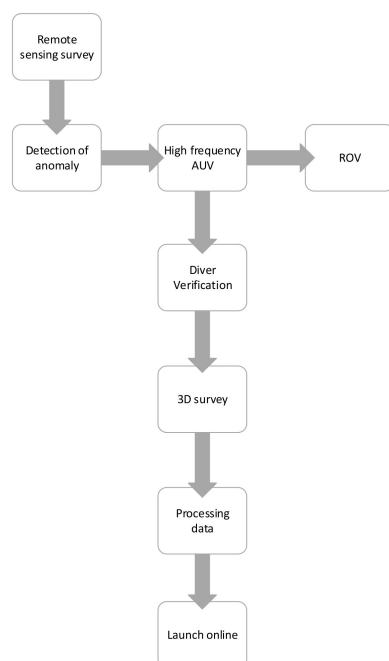 Remote
sensing survey
Detection of
anomaly
High frequency
AUV
ROV
Diver
Verification
3D survey
Processing
data
Launch online